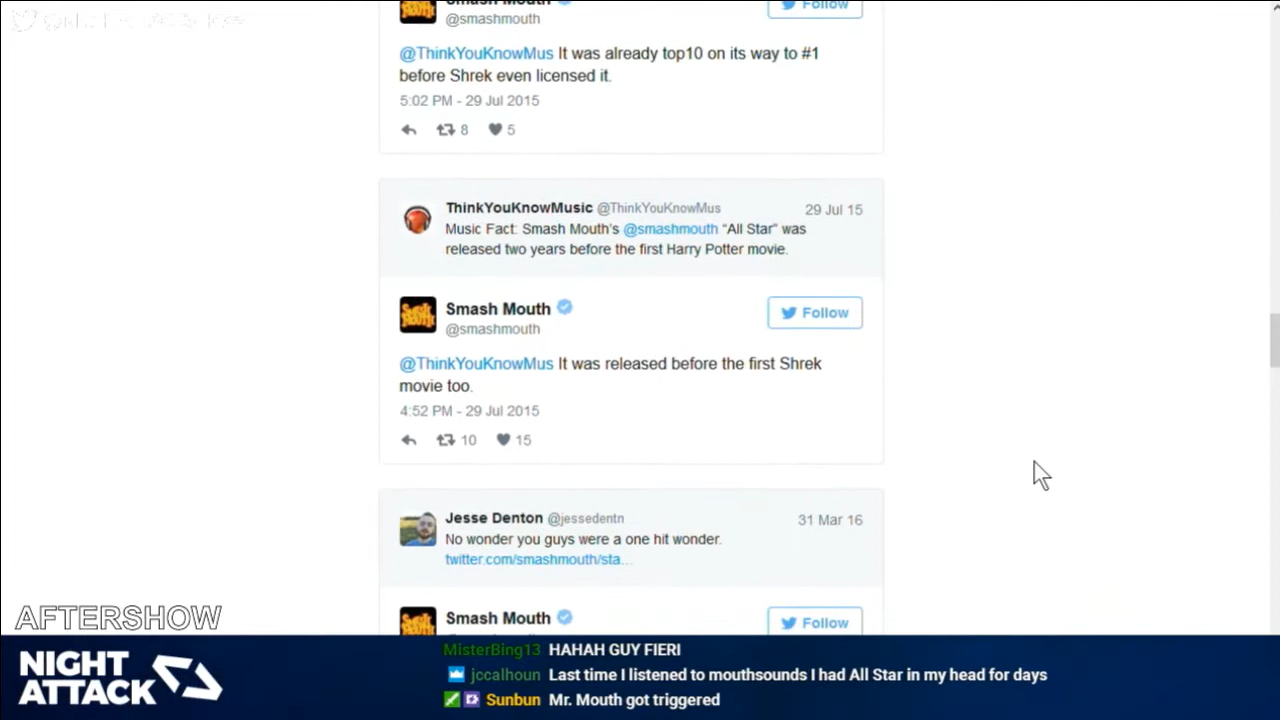 Smash Mouth
Follow
@smashmouth
@ThinkYouKnowMus It was already top10 on its way to #1
before Shrek even licensed it.
5:02 PM - 29 Jul 2015
8 5
ThinkYouKnowMusic @ThinkYouKnowMus 29 Jul 15
Music Fact: Smash Mouth's @smashmouth "All Star" was
released two years before the first Harry Potter movie.
Smash Mouth
Follow
@smashmouth
@ThinkYouKnowMus It was released before the first Shrek
movie too.
4:52 PM - 29 Jul 2015
10 15
Jesse Denton @jessedentn 31 Mar 16
No wonder you guys were a one hit wonder.
twitter.com/smashmouth/sta...
Smash Mouth
Follow
AFTERSHOW
NIGHT
ATTACK
MisterBing13 HAHAH GUY FIERI
jccalhoun Last time I listened to mouthsounds I had All Star in my head for days
Sunbun Mr. Mouth got triggered